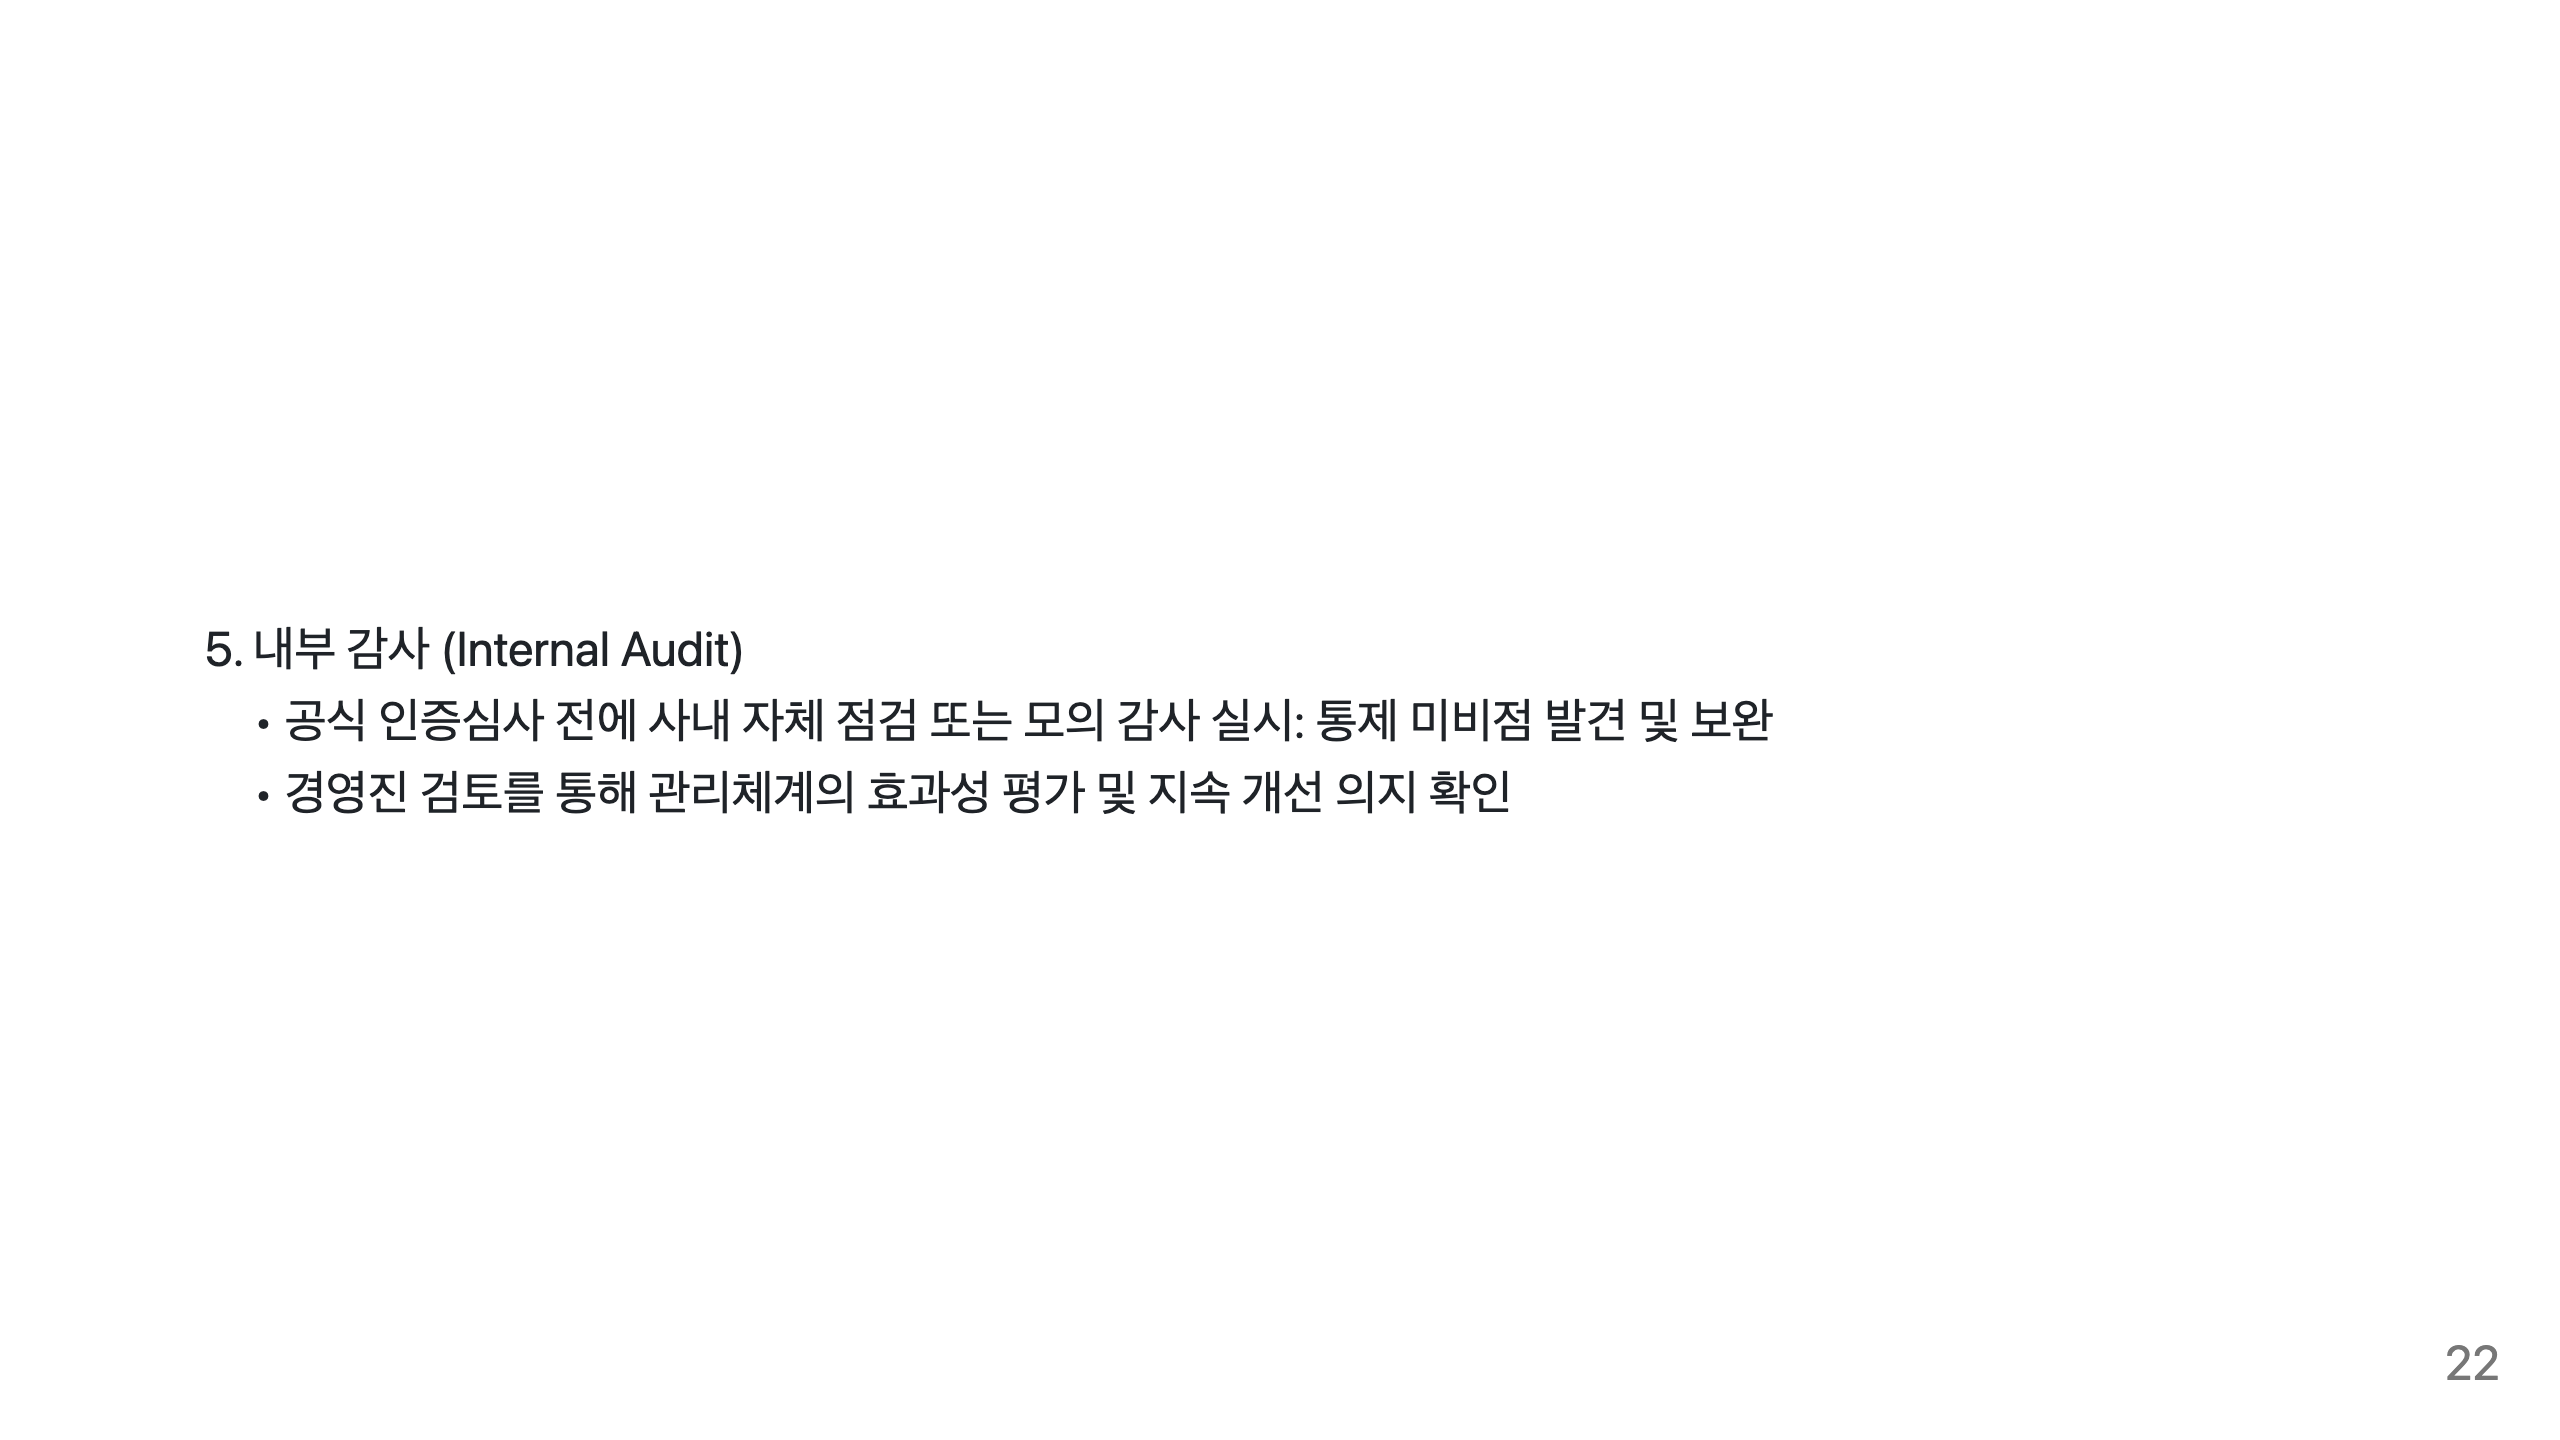 5. 내부 감사 (Internal Audit)
• 공식 인증심사 전에 사내 자체 점검 또는 모의 감사 실시: 통제 미비점 발견 및 보완
• 경영진 검토를 통해 관리체계의 효과성 평가 및 지속 개선 의지 확인
22